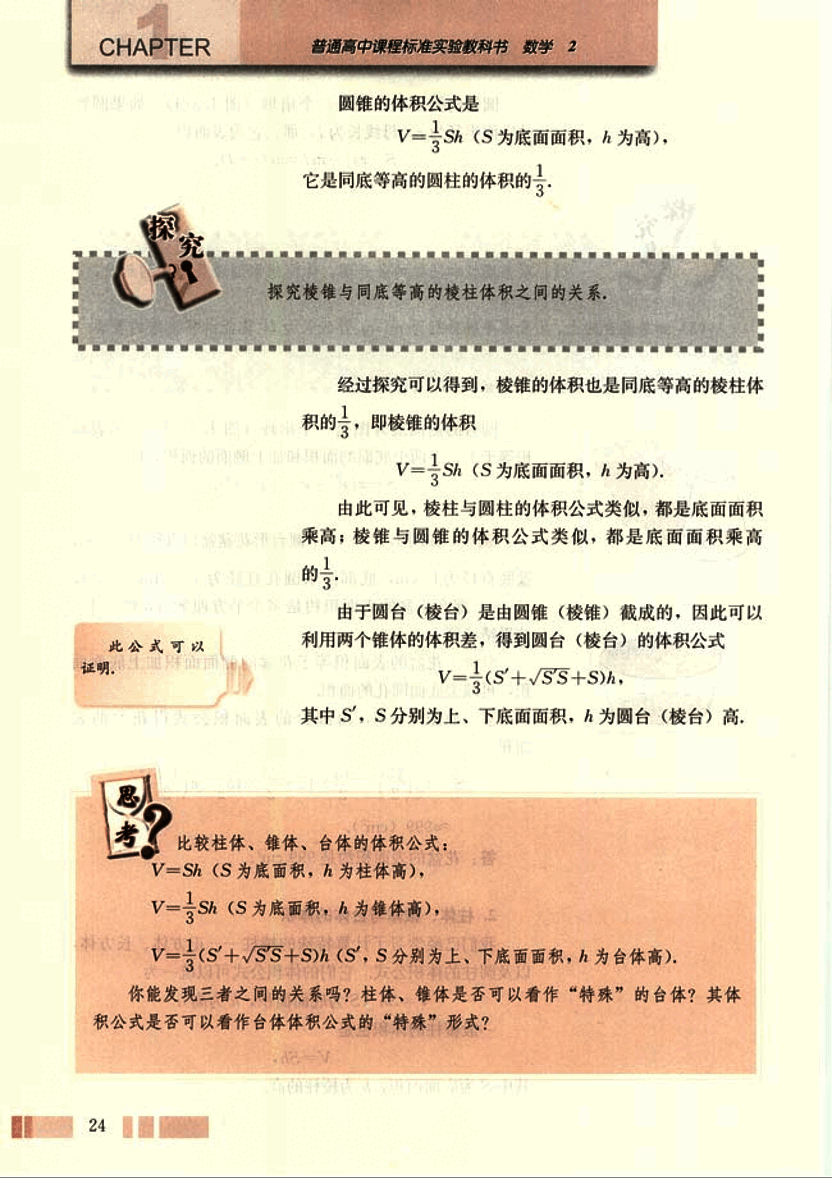 1
CHAPTER
普通高中课程标准实验教科书 数学 2
圆锥的体积公式是
V=1/3Sh（S为底面面积，h为高），
它是同底等高的圆柱的体积的1/3.
探究
探究棱锥与同底等高的棱柱体积之间的关系.
经过探究可以得到，棱锥的体积也是同底等高的棱柱体
积的1/3，即棱锥的体积
V=1/3Sh（S为底面面积，h为高）.
由此可见，棱柱与圆柱的体积公式类似，都是底面面积
乘高；棱锥与圆锥的体积公式类似，都是底面面积乘高
的1/3.
由于圆台（棱台）是由圆锥（棱锥）截成的，因此可以
利用两个锥体的体积差，得到圆台（棱台）的体积公式
此公式可以
证明.
V=1/3(S′+√S′S+S)h，
其中S′，S分别为上、下底面面积，h为圆台（棱台）高.
思考?
比较柱体、锥体、台体的体积公式：
V=Sh（S为底面积，h为柱体高），
V=1/3Sh（S为底面积，h为锥体高），
V=1/3(S′+√S′S+S)h（S′，S分别为上、下底面面积，h为台体高）.
你能发现三者之间的关系吗？柱体、锥体是否可以看作“特殊”的台体？其体
积公式是否可以看作台体体积公式的“特殊”形式？
24